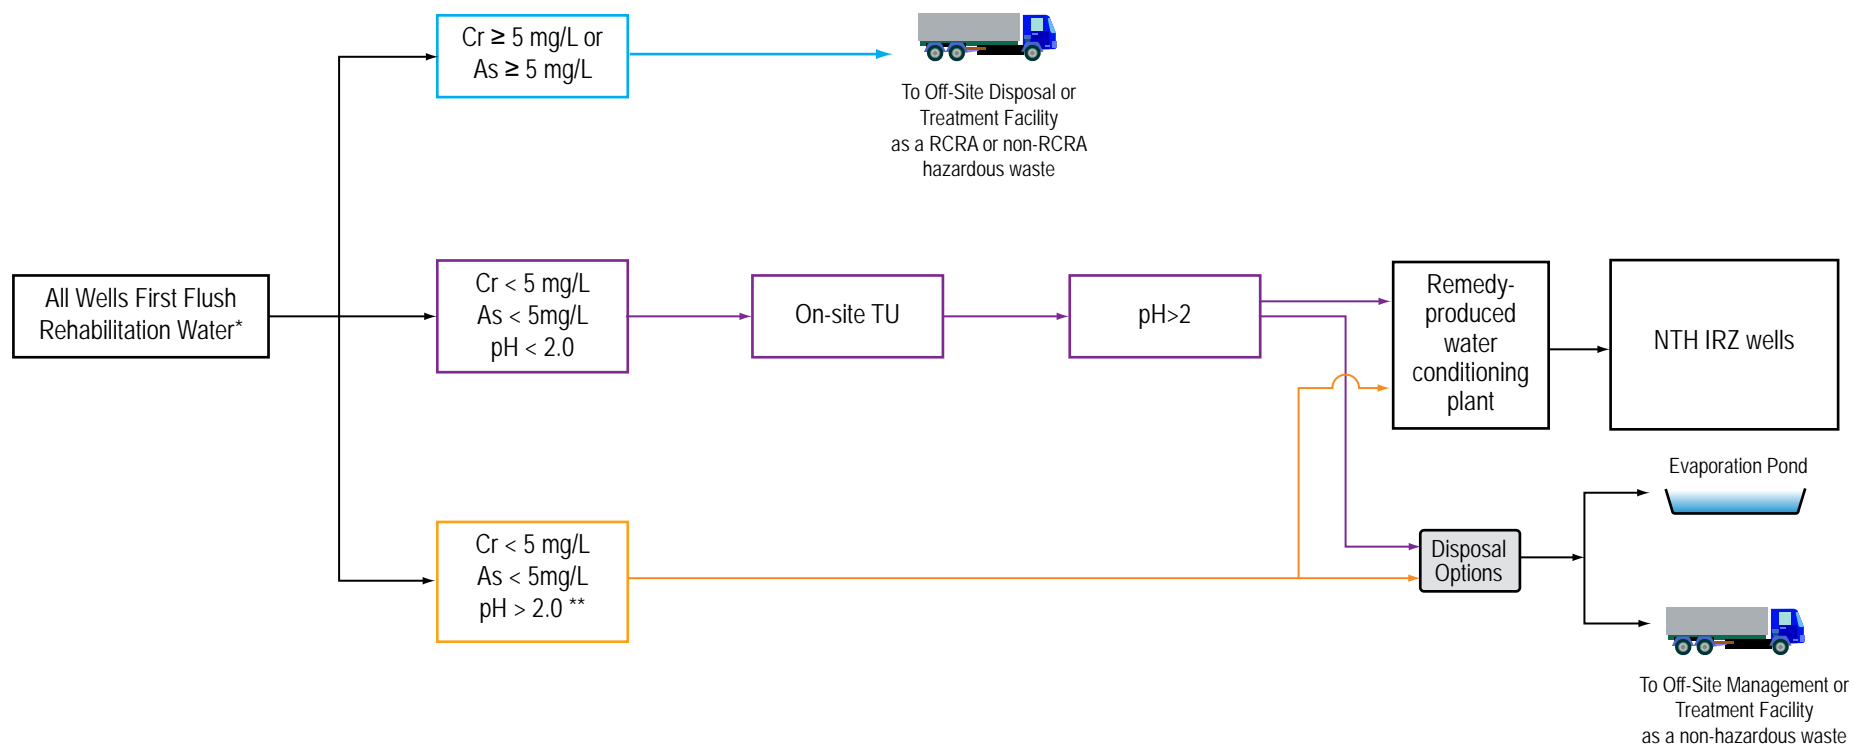 Cr ≥ 5 mg/L or
As ≥ 5 mg/L
To Off-Site Disposal or
Treatment Facility
as a RCRA or non-RCRA
hazardous waste
All Wells First Flush
Rehabilitation Water*
Cr < 5 mg/L
As < 5mg/L
pH < 2.0
On-site TU
pH>2
Remedy-
produced
water
conditioning
plant
NTH IRZ wells
Cr < 5 mg/L
As < 5mg/L
pH > 2.0 **
Disposal
Options
Evaporation Pond
To Off-Site Management or
Treatment Facility
as a non-hazardous waste